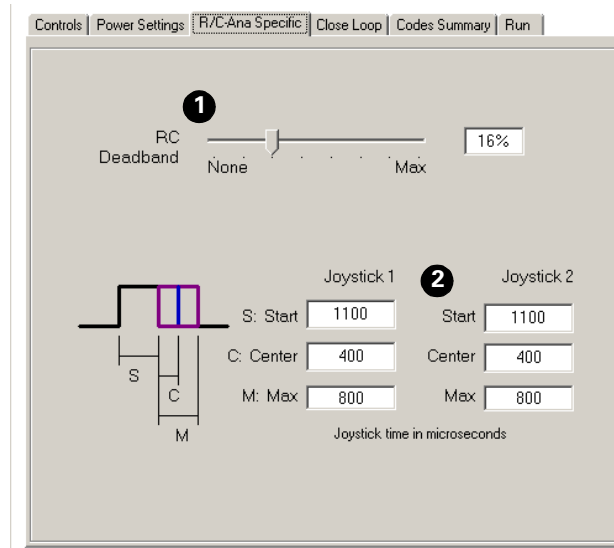 Controls Power Settings R/C-Ana Specific Close Loop Codes Summary Run
1
RC
Deadband
None Max
16%
Joystick 1 2 Joystick 2
S: Start 1100 Start 1100
C: Center 400 Center 400
M: Max 800 Max 800
S
C
M
Joystick time in microseconds